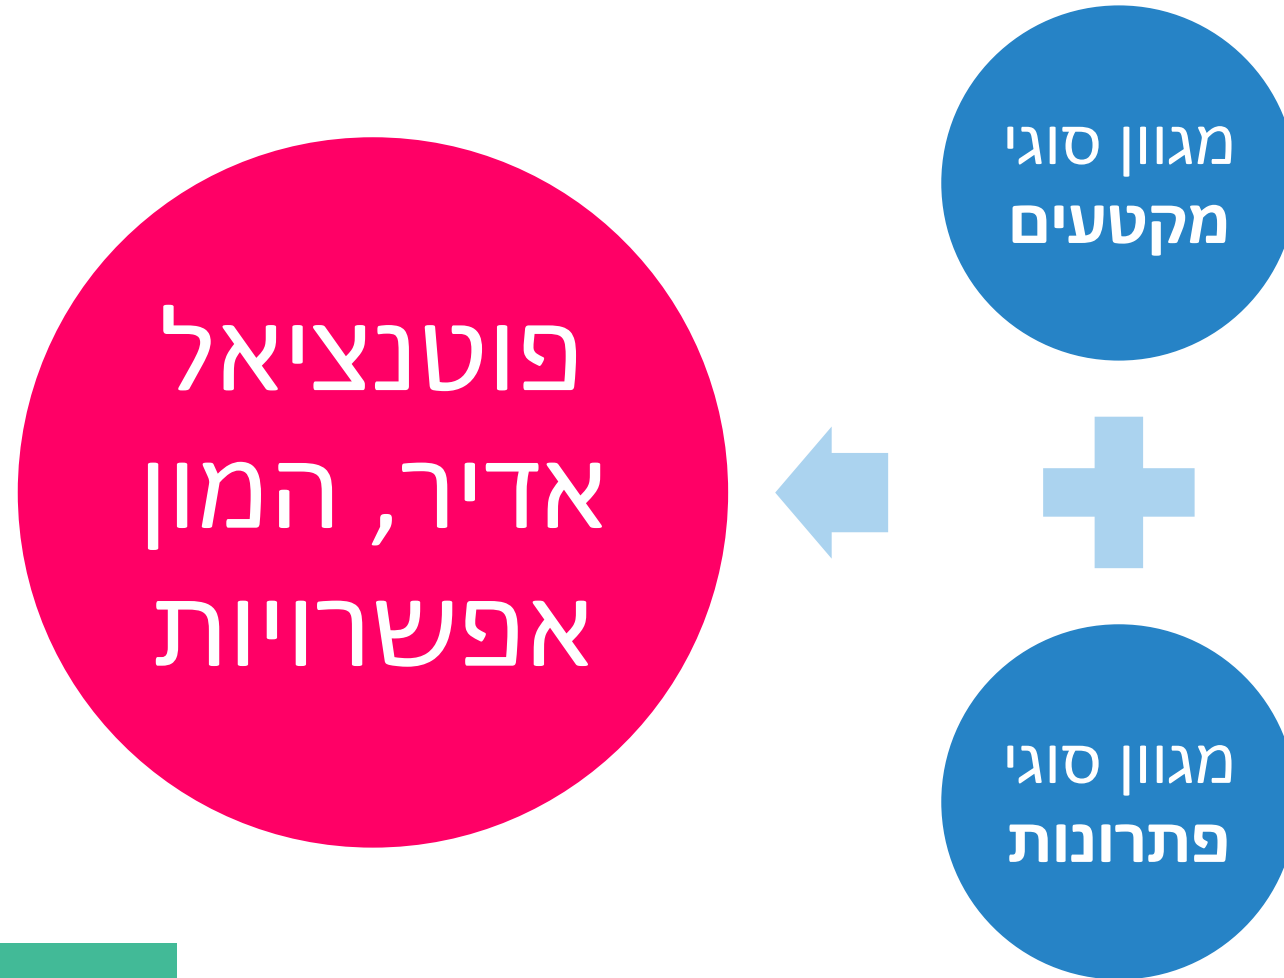 מגוון סוגי
מקטעים
מגוון סוגי
פתרונות
פוטנציאל
אדיר, המון
אפשרויות